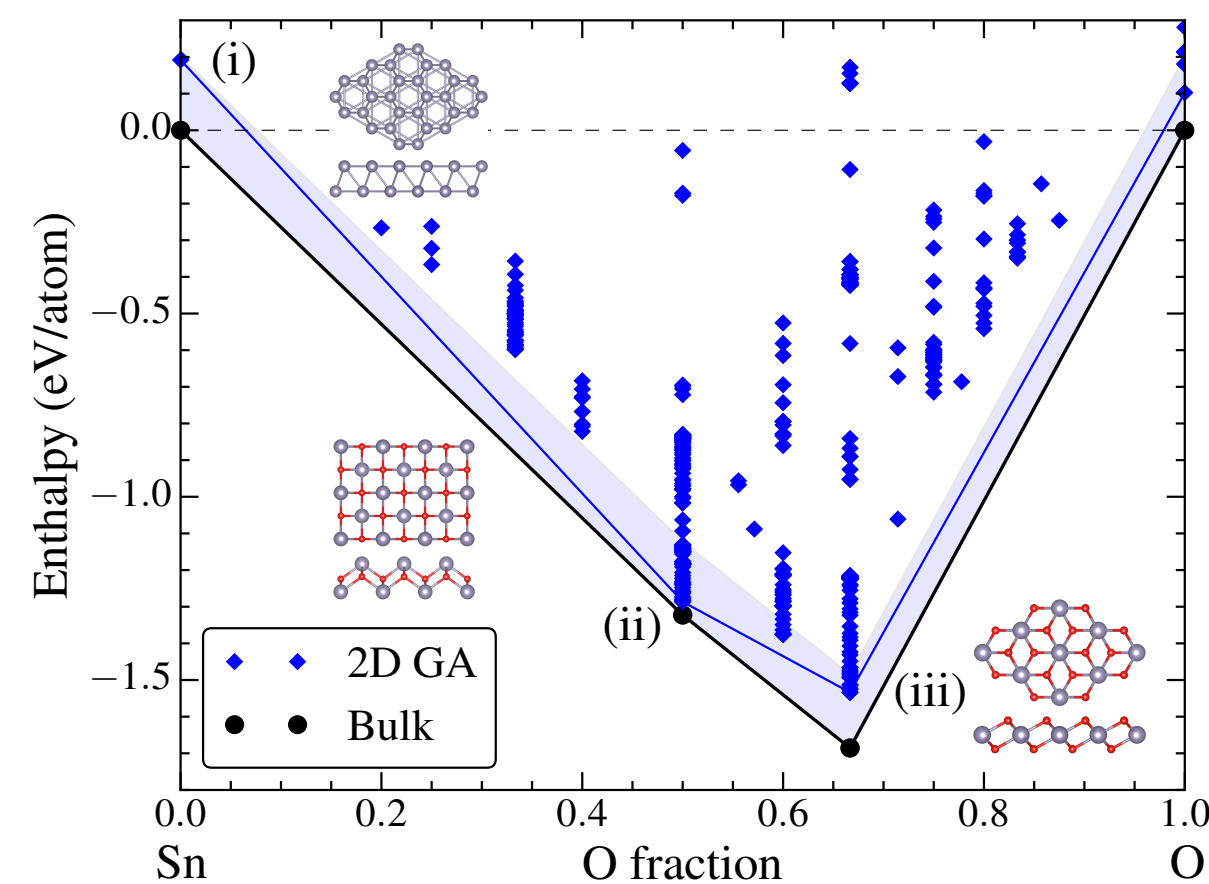 (i)
0.0
−0.5
−1.0
−1.5
Enthalpy (eV/atom)
(ii)
(iii)
2D GA
Bulk
0.0 0.2 0.4 0.6 0.8 1.0
Sn O fraction O